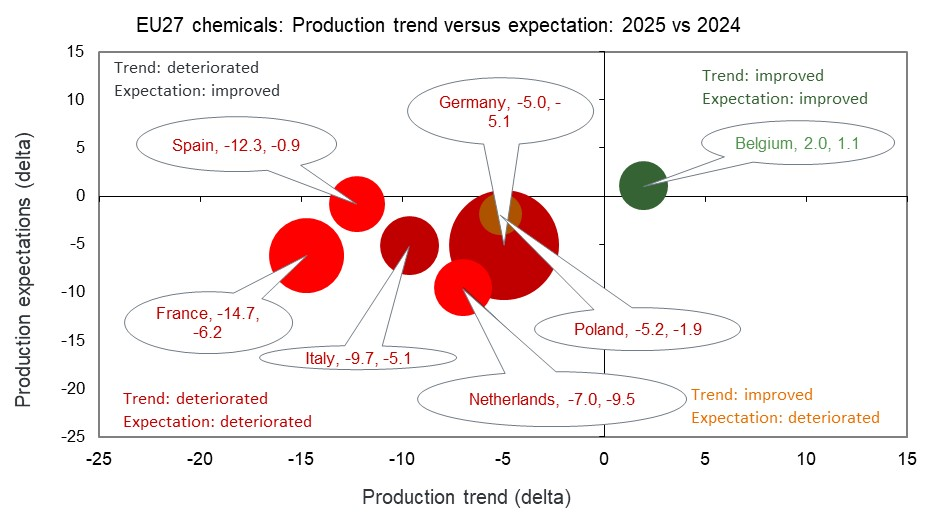 EU27 chemicals: Production trend versus expectation: 2025 vs 2024
15
10
5
0
-5
-10
-15
-20
-25
Production expectations (delta)
Trend: deteriorated
Expectation: improved
Trend: improved
Expectation: improved
Germany, -5.0, -
5.1
Spain, -12.3, -0.9
Belgium, 2.0, 1.1
France, -14.7,
-6.2
Italy, -9.7, -5.1
Poland, -5.2, -1.9
Netherlands, -7.0, -9.5
Trend: deteriorated
Expectation: deteriorated
Trend: improved
Expectation: deteriorated
-25 -20 -15 -10 -5 0 5 10 15
Production trend (delta)